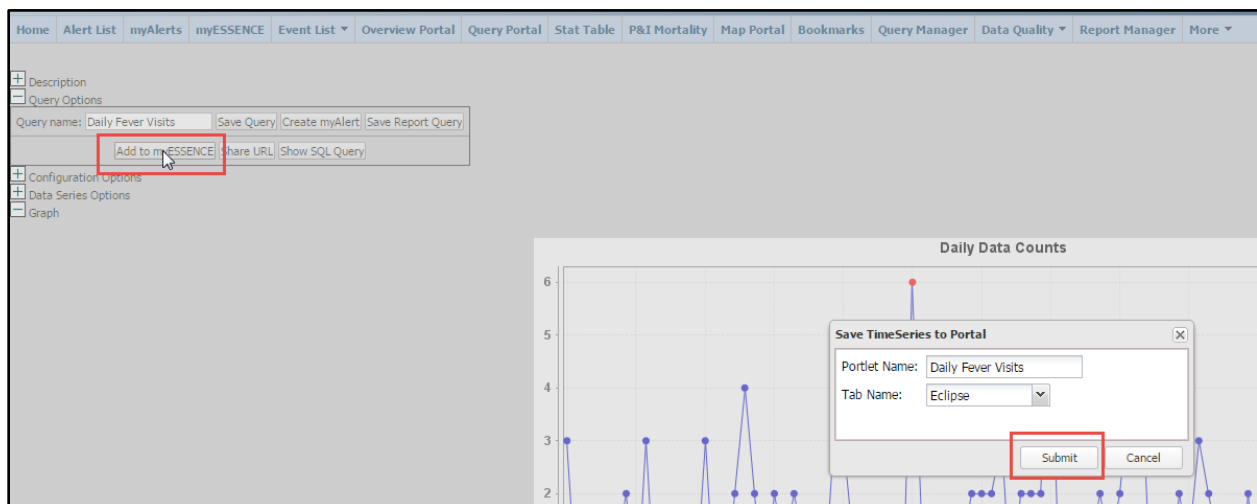 Home Alert List myAlerts myESSENCE Event List Overview Portal Query Portal Stat Table P&I Mortality Map Portal Bookmarks Query Manager Data Quality Report Manager More
Description
Query Options
Query name: Daily Fever Visits Save Query Create myAlert Save Report Query
Add to myESSENCE Share URL Show SQL Query
Configuration Options
Data Series Options
Graph
Daily Data Counts
6
5
4
3
2
Save TimeSeries to Portal
Portlet Name: Daily Fever Visits
Tab Name: Eclipse
Submit Cancel